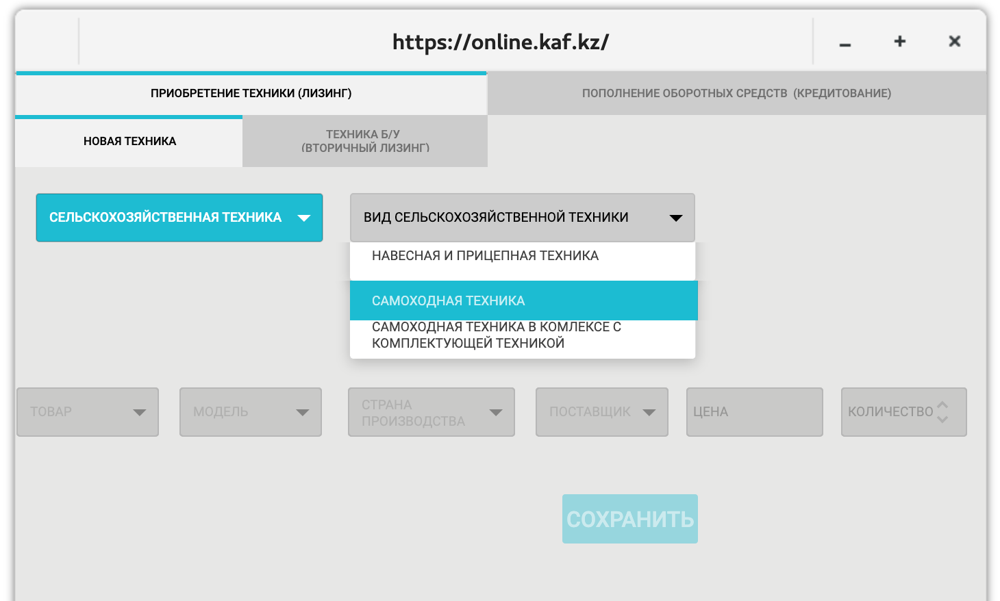 https://online.kaf.kz/
ПРИОБРЕТЕНИЕ ТЕХНИКИ (ЛИЗИНГ)
ПОПОЛНЕНИЕ ОБОРОТНЫХ СРЕДСТВ (КРЕДИТОВАНИЕ)
НОВАЯ ТЕХНИКА
ТЕХНИКА Б/У
(ВТОРИЧНЫЙ ЛИЗИНГ)
СЕЛЬСКОХОЗЯЙСТВЕННАЯ ТЕХНИКА
ВИД СЕЛЬСКОХОЗЯЙСТВЕННОЙ ТЕХНИКИ
НАВЕСНАЯ И ПРИЦЕПНАЯ ТЕХНИКА
САМОХОДНАЯ ТЕХНИКА
САМОХОДНАЯ ТЕХНИКА В КОМЛЕКСЕ С
КОМПЛЕКТУЮЩЕЙ ТЕХНИКОЙ
ТОВАР
МОДЕЛЬ
СТРАНА
ПРОИЗВОДСТВА
ПОСТАВЩИК
ЦЕНА
КОЛИЧЕСТВО
СОХРАНИТЬ